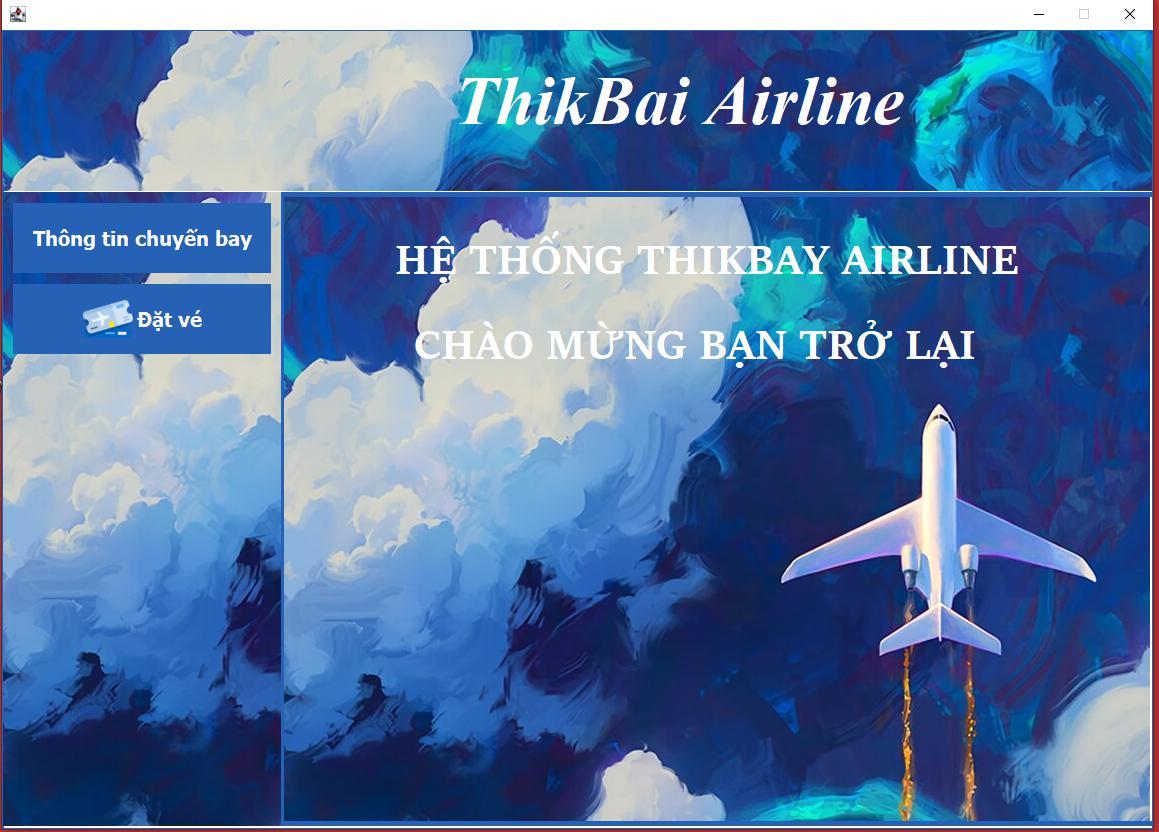 ThikBai Airline
Thông tin chuyến bay
Đặt vé
HỆ THỐNG THIKBAY AIRLINE
CHÀO MỪNG BẠN TRỞ LẠI